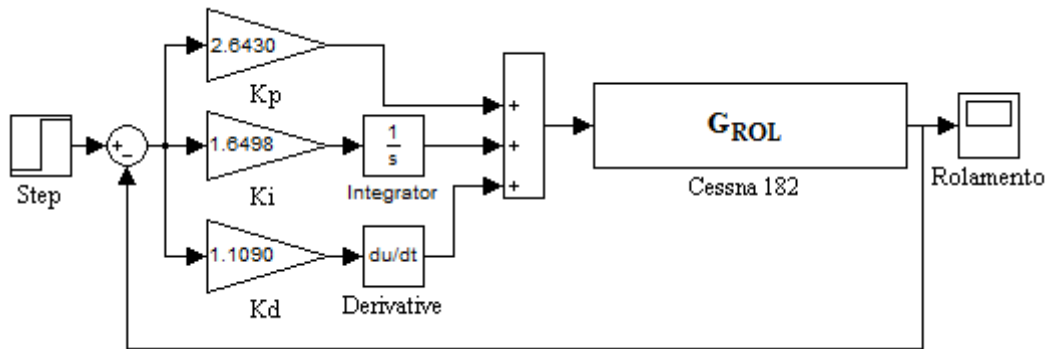 2.6430
Kp
Step
+
−
1.6498
Ki
1
s
Integrator
1.1090
Kd
du/dt
Derivative
+
+
+
G_ROL
Cessna 182
Rolamento